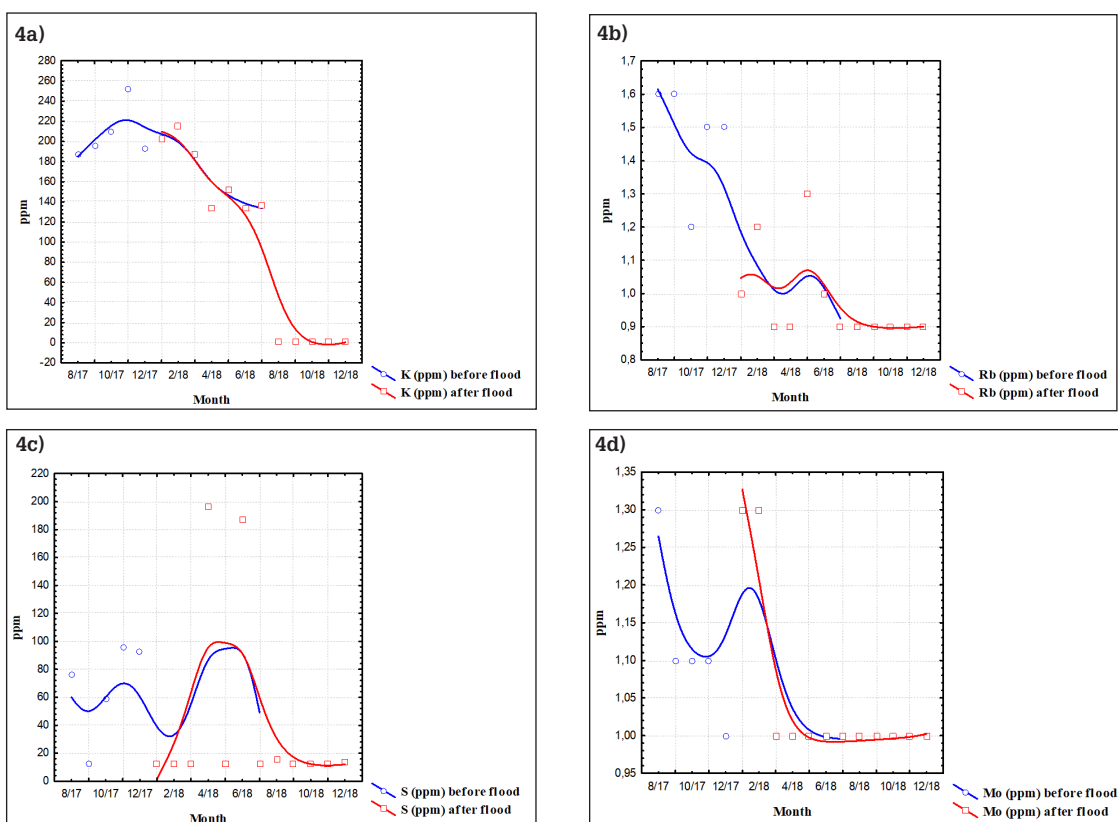 4a)
280
260
240
220
200
180
160
140
120
100
80
60
40
20
0
-20
ppm
8/17 10/17 12/17 2/18 4/18 6/18 8/18 10/18 12/18
Month
K (ppm) before flood
K (ppm) after flood
4b)
1,7
1,6
1,5
1,4
1,3
1,2
1,1
1,0
0,9
0,8
ppm
8/17 10/17 12/17 2/18 4/18 6/18 8/18 10/18 12/18
Month
Rb (ppm) before flood
Rb (ppm) after flood
4c)
220
200
180
160
140
120
100
80
60
40
20
0
ppm
8/17 10/17 12/17 2/18 4/18 6/18 8/18 10/18 12/18
Month
S (ppm) before flood
S (ppm) after flood
4d)
1,35
1,30
1,25
1,20
1,15
1,10
1,05
1,00
0,95
ppm
8/17 10/17 12/17 2/18 4/18 6/18 8/18 10/18 12/18
Month
Mo (ppm) before flood
Mo (ppm) after flood